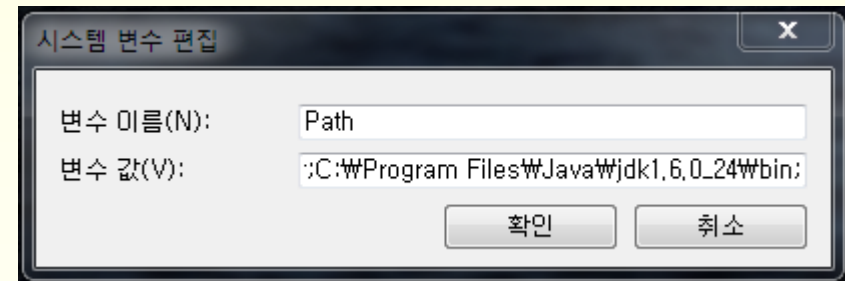 시스템 변수 편집
변수 이름(N): Path
변수 값(V): ;C:₩Program Files₩Java₩jdk1.6.0_24₩bin;
확인 취소